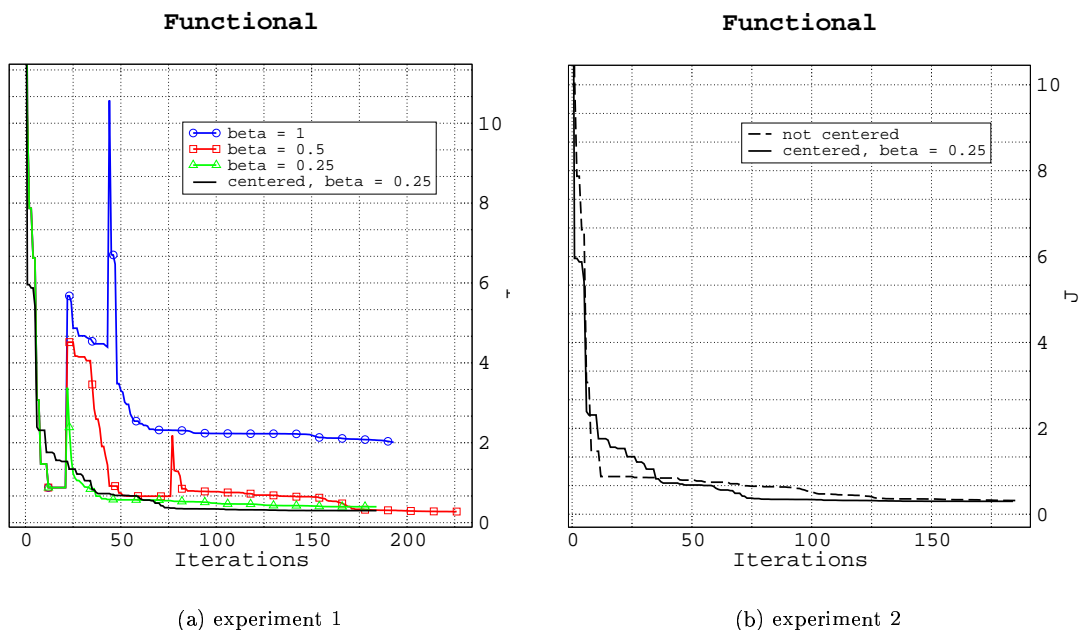 Functional
10
8
6
4
2
0
beta = 1
beta = 0.5
beta = 0.25
centered, beta = 0.25
0 50 100 150 200
Iterations
(a) experiment 1
Functional
10
8
6
4
2
0
J
not centered
centered, beta = 0.25
0 50 100 150
Iterations
(b) experiment 2